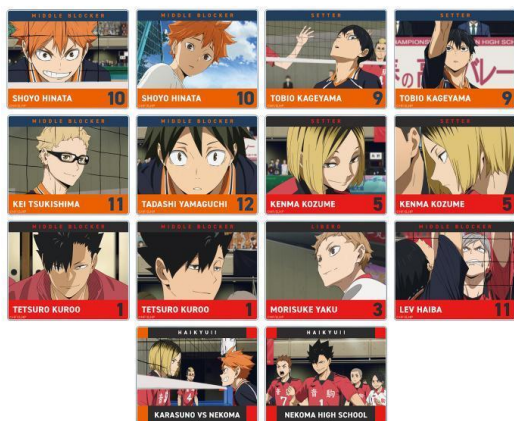 MIDDLE BLOCKER
SHOYO HINATA 10
MIDDLE BLOCKER
SHOYO HINATA 10
SETTER
TOBIO KAGEYAMA 9
SETTER
TOBIO KAGEYAMA 9
MIDDLE BLOCKER
KEI TSUKISHIMA 11
MIDDLE BLOCKER
TADASHI YAMAGUCHI 12
SETTER
KENMA KOZUME 5
SETTER
KENMA KOZUME 5
MIDDLE BLOCKER
TETSURO KUROO 1
MIDDLE BLOCKER
TETSURO KUROO 1
LIBERO
MORISUKE YAKU 3
MIDDLE BLOCKER
LEV HAIBA 11
HAIKYU!!
KARASUNO VS NEKOMA
HAIKYU!!
NEKOMA HIGH SCHOOL